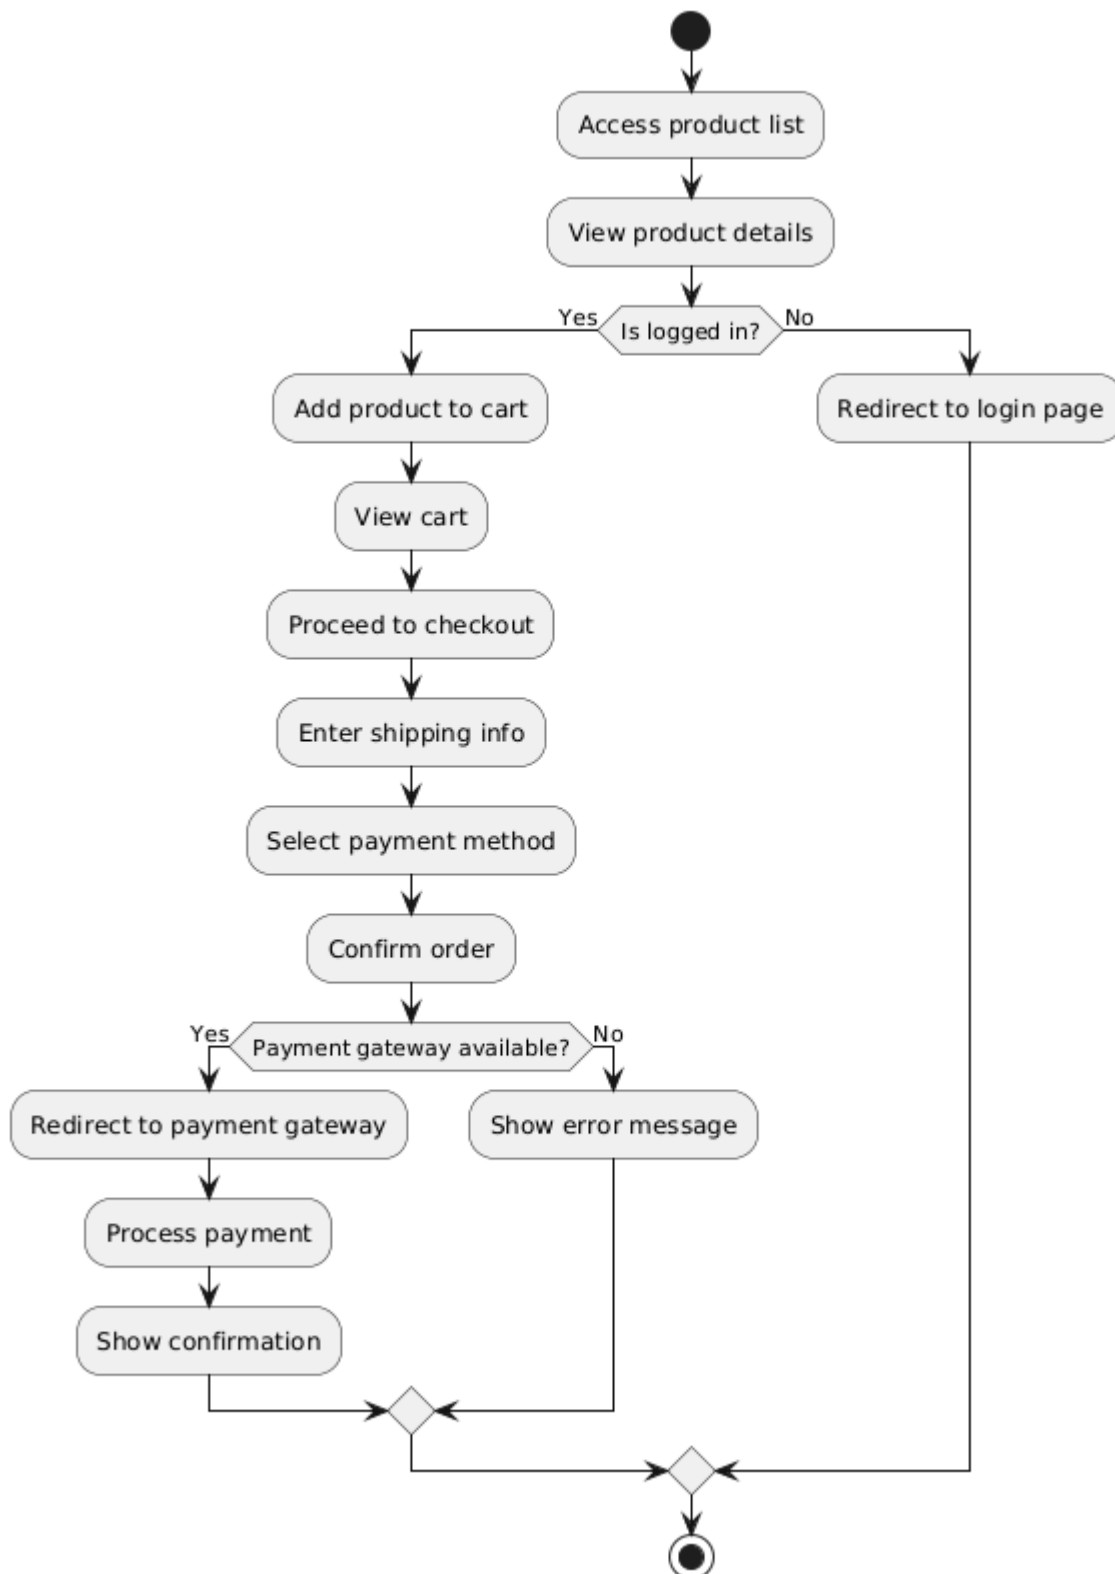 Access product list
View product details
Yes
Is logged in?
No
Add product to cart
Redirect to login page
View cart
Proceed to checkout
Enter shipping info
Select payment method
Confirm order
Yes
Payment gateway available?
No
Redirect to payment gateway
Show error message
Process payment
Show confirmation